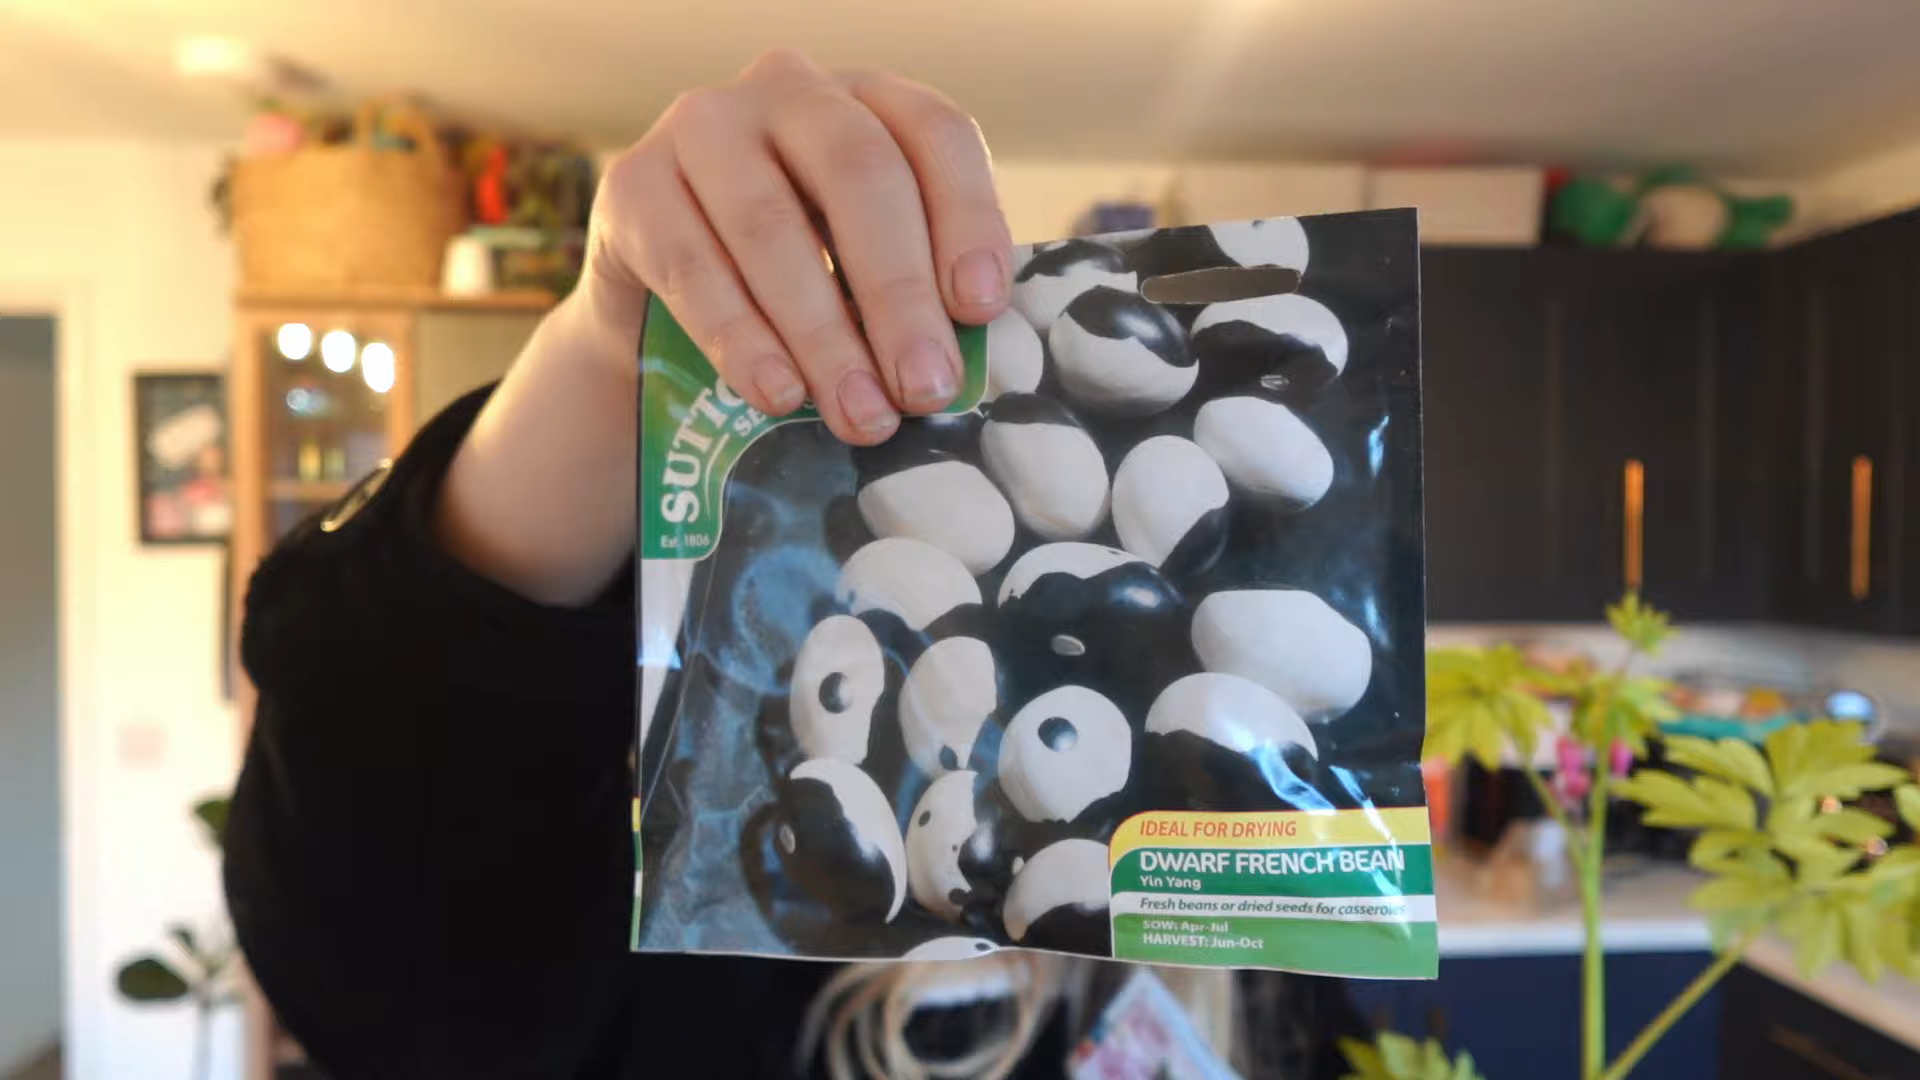 Est. 1806
IDEAL FOR DRYING
DWARF FRENCH BEAN
Yin Yang
Fresh beans or dried seeds for casseroles
SOW: Apr-Jul
HARVEST: Jun-Oct